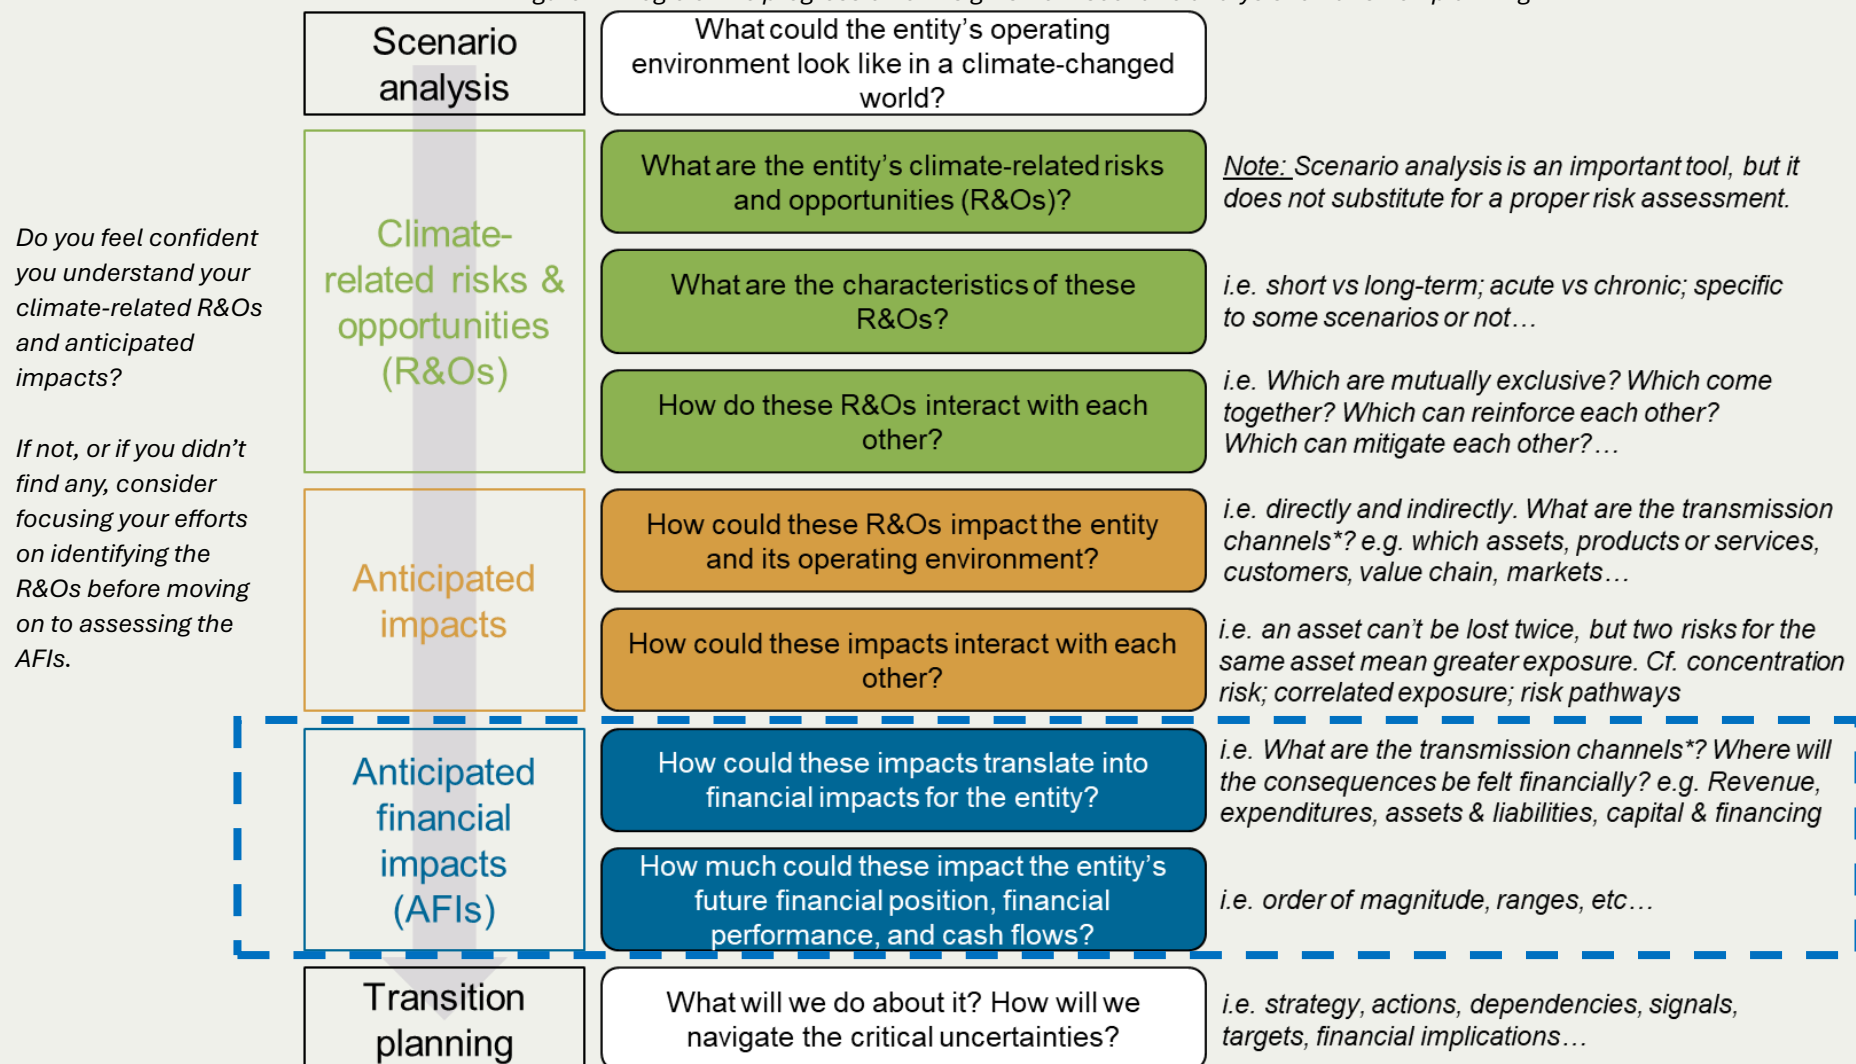 Scenario
analysis
What could the entity's operating
environment look like in a climate-changed
world?
Do you feel confident
you understand your
climate-related R&Os
and anticipated
impacts?
If not, or if you didn't
find any, consider
focusing your efforts
on identifying the
R&Os before moving
on to assessing the
AFIs.
Climate-
related risks &
opportunities
(R&Os)
What are the entity's climate-related risks
and opportunities (R&Os)?
Note: Scenario analysis is an important tool, but it
does not substitute for a proper risk assessment.
What are the characteristics of these
R&Os?
i.e. short vs long-term; acute vs chronic; specific
to some scenarios or not…
How do these R&Os interact with each
other?
i.e. Which are mutually exclusive? Which come
together? Which can reinforce each other?
Which can mitigate each other?…
Anticipated
impacts
How could these R&Os impact the entity
and its operating environment?
i.e. directly and indirectly. What are the transmission
channels*? e.g. which assets, products or services,
customers, value chain, markets…
How could these impacts interact with each
other?
i.e. an asset can't be lost twice, but two risks for the
same asset mean greater exposure. Cf. concentration
risk; correlated exposure; risk pathways
Anticipated
financial
impacts
(AFIs)
How could these impacts translate into
financial impacts for the entity?
i.e. What are the transmission channels*? Where will
the consequences be felt financially? e.g. Revenue,
expenditures, assets & liabilities, capital & financing
How much could these impact the entity's
future financial position, financial
performance, and cash flows?
i.e. order of magnitude, ranges, etc…
Transition
planning
What will we do about it? How will we
navigate the critical uncertainties?
i.e. strategy, actions, dependencies, signals,
targets, financial implications…